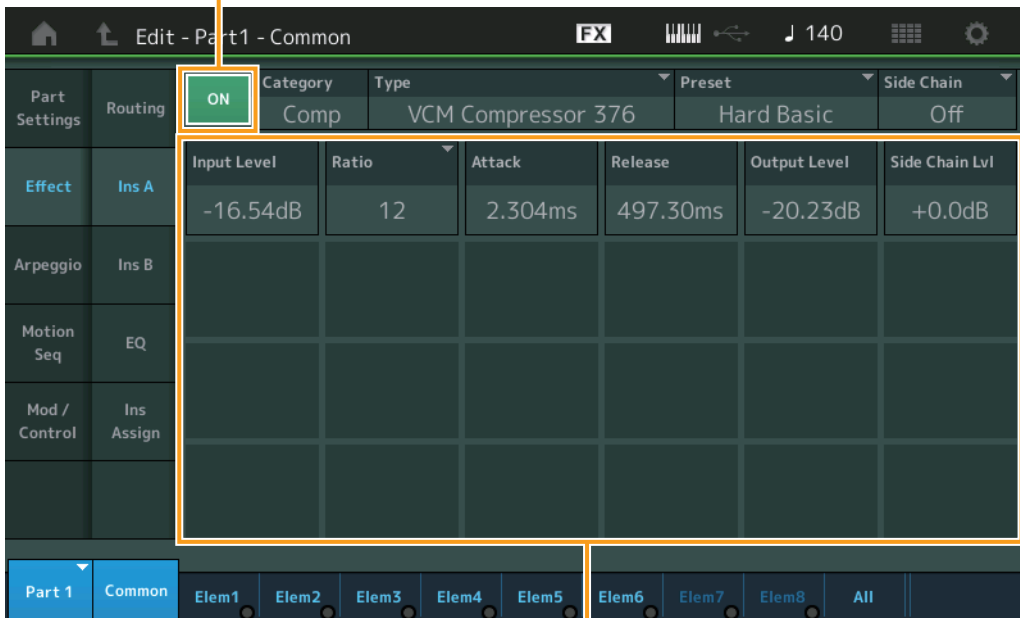 Edit - Part1 - Common FX ♩ 140
Part Settings
Routing
ON
Category
Comp
Type
VCM Compressor 376
Preset
Hard Basic
Side Chain
Off
Effect
Ins A
Input Level
-16.54dB
Ratio
12
Attack
2.304ms
Release
497.30ms
Output Level
-20.23dB
Side Chain Lvl
+0.0dB
Arpeggio
Ins B
Motion Seq
EQ
Mod / Control
Ins Assign
Part 1
Common
Elem1
Elem2
Elem3
Elem4
Elem5
Elem6
Elem7
Elem8
All